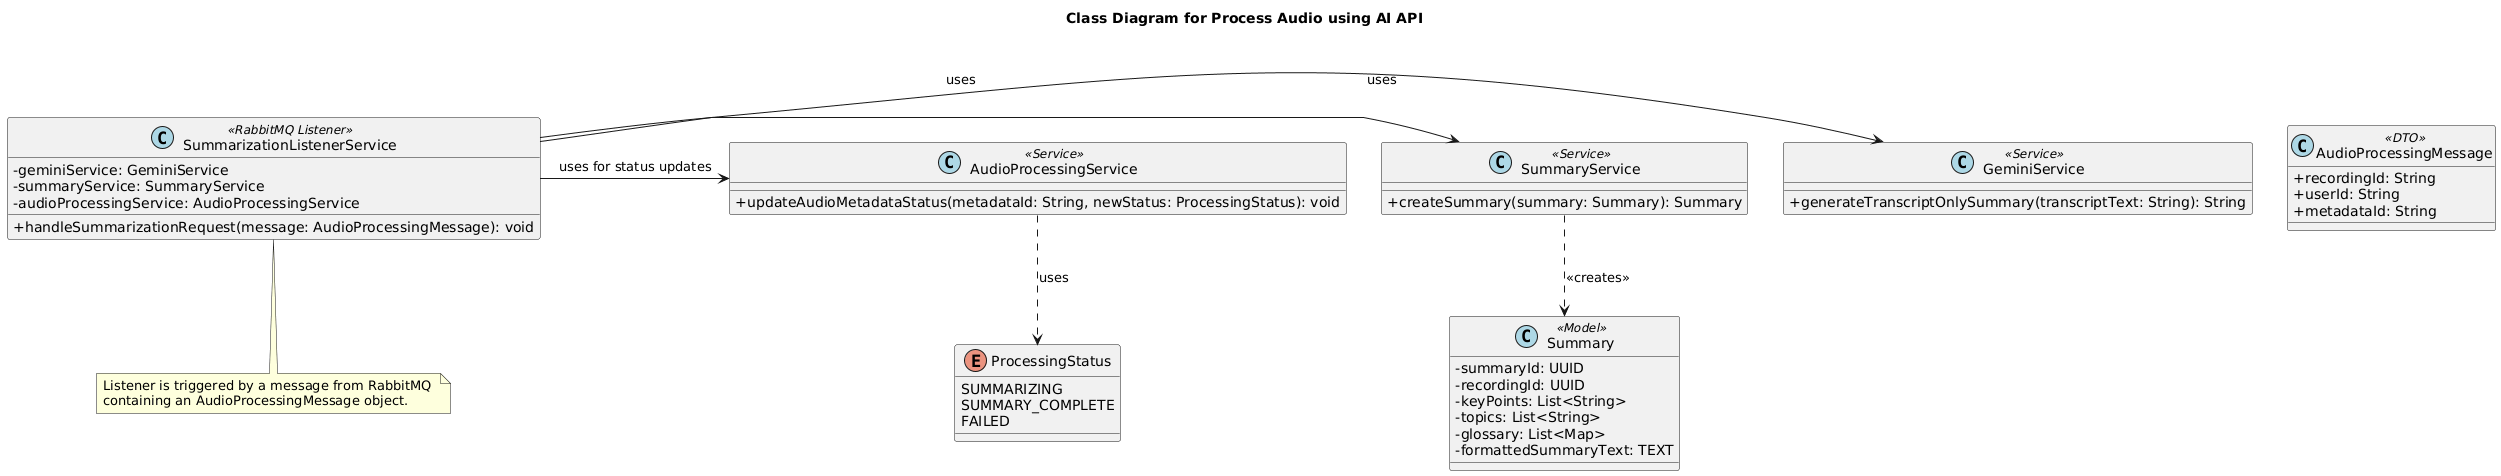 Class Diagram for Process Audio using AI API
uses
uses
uses for status updates
C
«RabbitMQ Listener»
SummarizationListenerService
-geminiService: GeminiService
-summaryService: SummaryService
-audioProcessingService: AudioProcessingService
+handleSummarizationRequest(message: AudioProcessingMessage): void
C
«Service»
AudioProcessingService
+updateAudioMetadataStatus(metadataId: String, newStatus: ProcessingStatus): void
C
«Service»
SummaryService
+createSummary(summary: Summary): Summary
C
«Service»
GeminiService
+generateTranscriptOnlySummary(transcriptText: String): String
C
«DTO»
AudioProcessingMessage
+recordingId: String
+userId: String
+metadataId: String
uses
«creates»
Listener is triggered by a message from RabbitMQ
containing an AudioProcessingMessage object.
E
ProcessingStatus
SUMMARIZING
SUMMARY_COMPLETE
FAILED
C
«Model»
Summary
-summaryId: UUID
-recordingId: UUID
-keyPoints: List<String>
-topics: List<String>
-glossary: List<Map>
-formattedSummaryText: TEXT